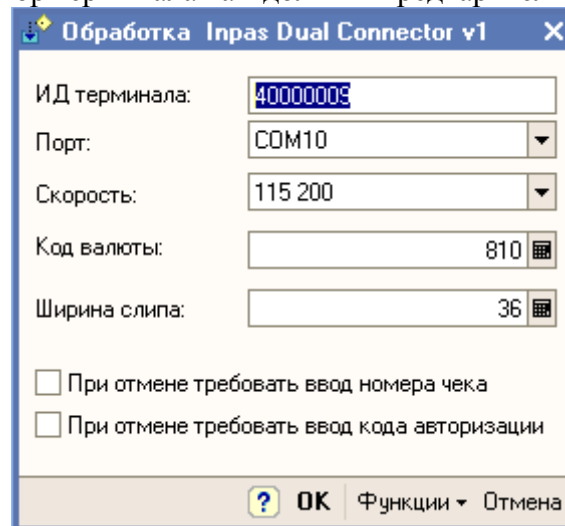 Обработка Inpas Dual Connector v1
ИД терминала: 40000009
Порт: COM10
Скорость: 115 200
Код валюты: 810
Ширина слипа: 36
При отмене требовать ввод номера чека
При отмене требовать ввод кода авторизации
? OK Функции Отмена